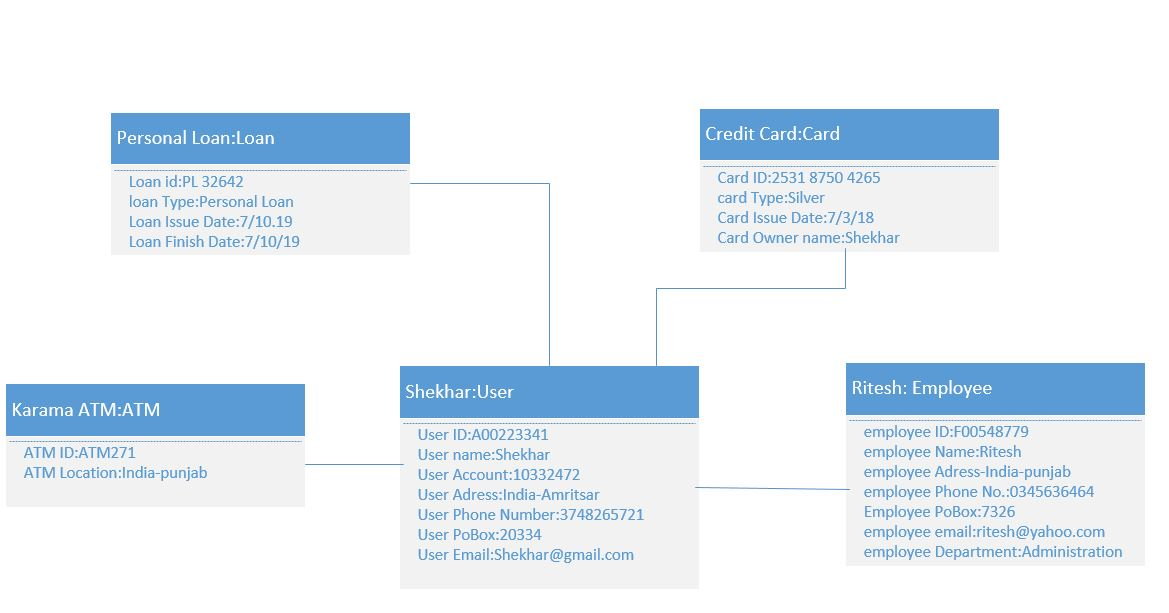 Personal Loan:Loan
Loan id:PL 32642
loan Type:Personal Loan
Loan Issue Date:7/10.19
Loan Finish Date:7/10/19
Credit Card:Card
Card ID:2531 8750 4265
card Type:Silver
Card Issue Date:7/3/18
Card Owner name:Shekhar
Karama ATM:ATM
ATM ID:ATM271
ATM Location:India-punjab
Shekhar:User
User ID:A00223341
User name:Shekhar
User Account:10332472
User Adress:India-Amritsar
User Phone Number:3748265721
User PoBox:20334
User Email:Shekhar@gmail.com
Ritesh: Employee
employee ID:F00548779
employee Name:Ritesh
employee Adress-India-punjab
employee Phone No.:0345636464
Employee PoBox:7326
employee email:ritesh@yahoo.com
employee Department:Administration